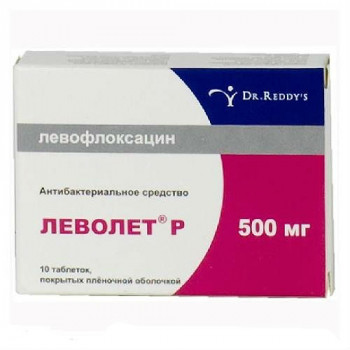 DR.REDDY'S
левофлоксацин
Антибактериальное средство
ЛЕВОЛЕТ® Р
500 мг
10 таблеток,
покрытых плёночной оболочкой